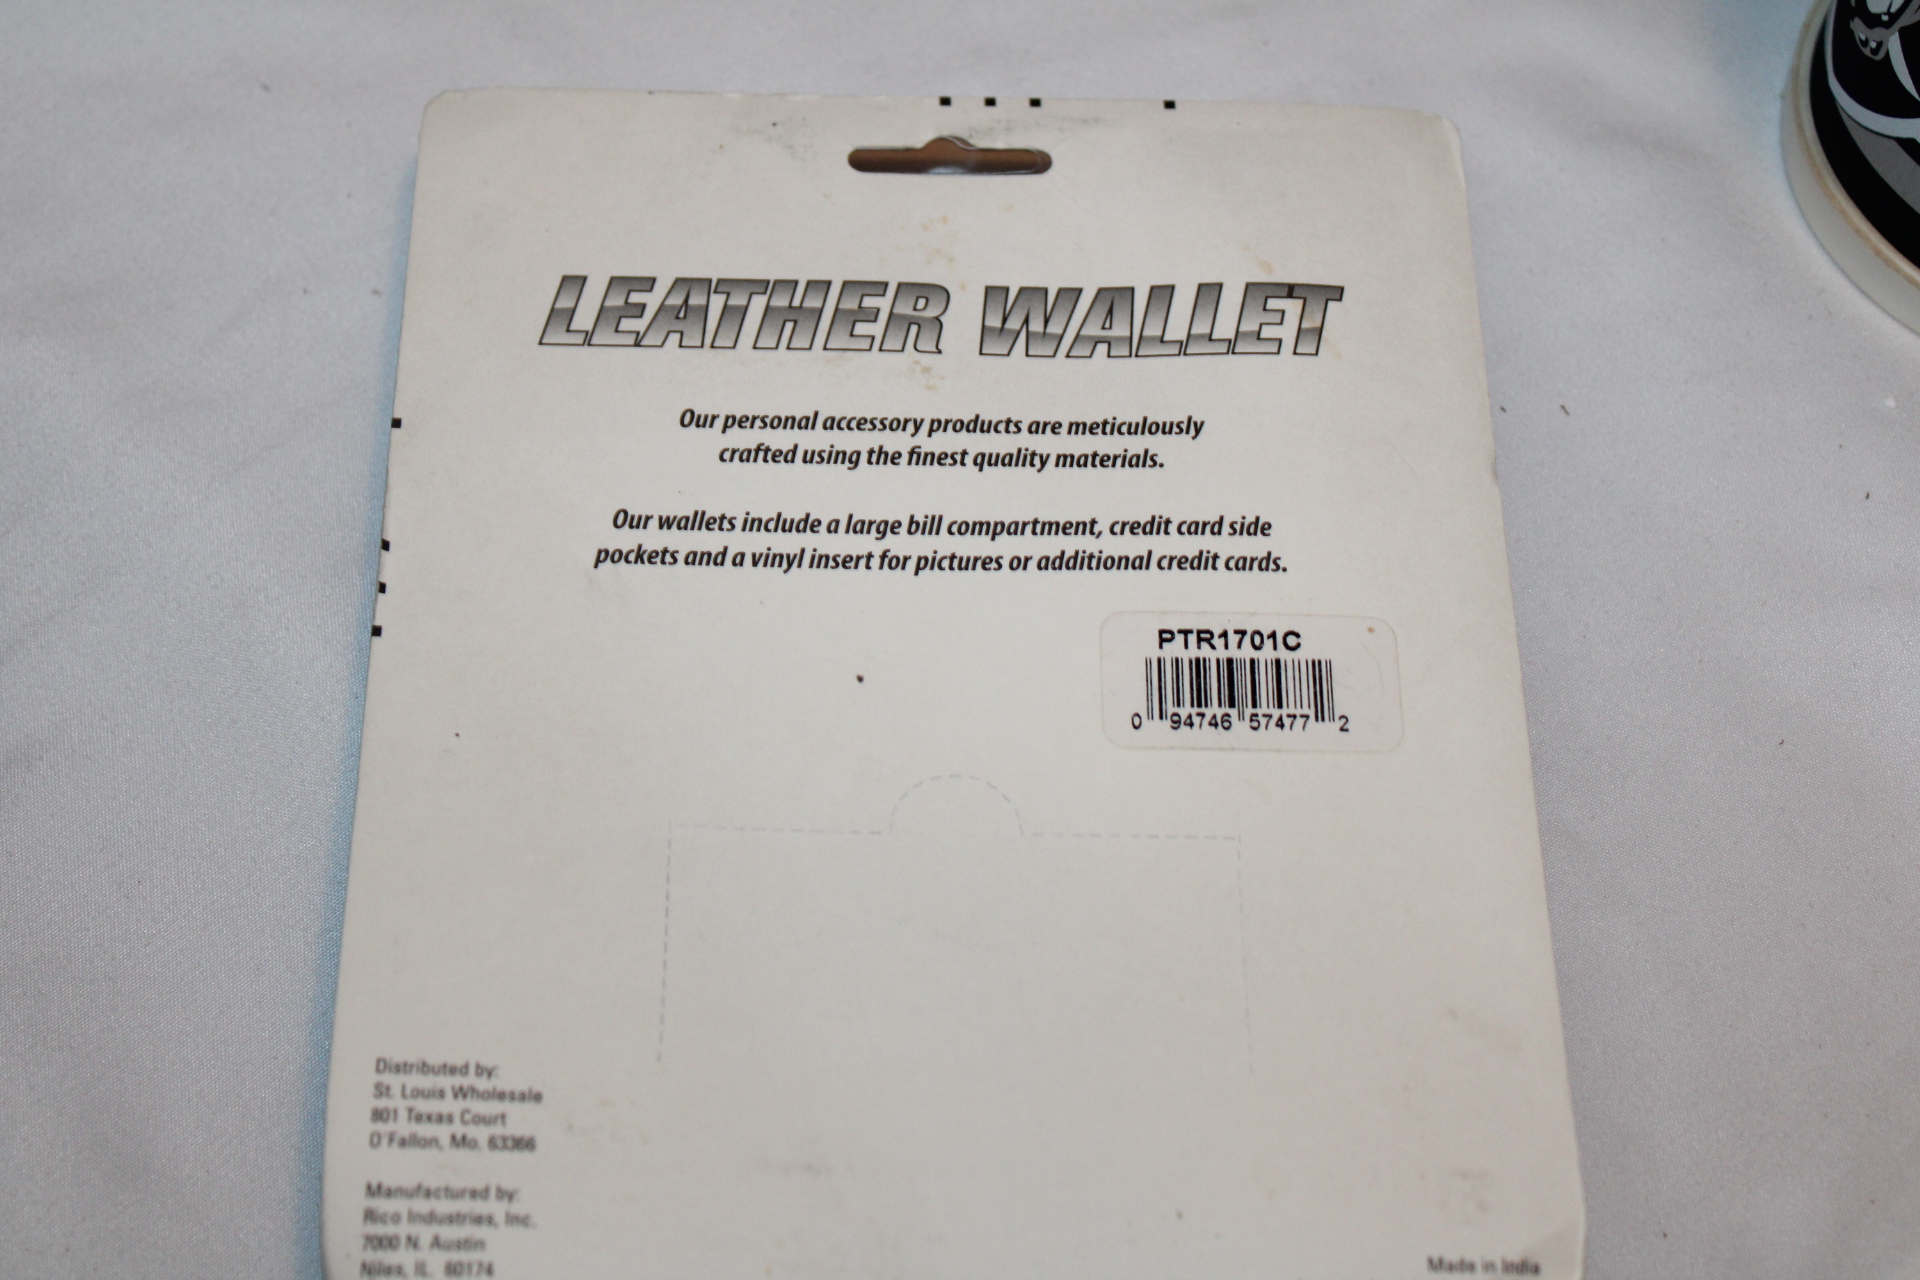 LEATHER WALLET
Our personal accessory products are meticulously
crafted using the finest quality materials.
Our wallets include a large bill compartment, credit card side
pockets and a vinyl insert for pictures or additional credit cards.
PTR1701C
0 94746 57477 2
Distributed by:
St. Louis Wholesale
801 Texas Court
O'Fallon, Mo. 63366
Manufactured by:
Rico Industries, Inc.
7000 N. Austin
Niles, IL. 60174
Made in India